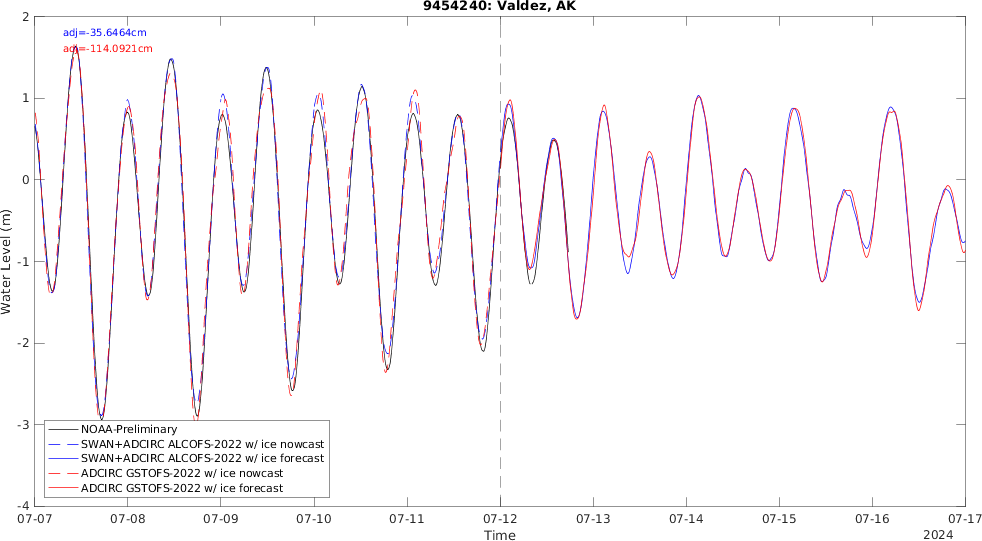 9454240: Valdez, AK
adj=-35.6464cm
adj=-114.0921cm
2
1
0
-1
-2
-3
-4
Water Level (m)
NOAA-Preliminary
SWAN+ADCIRC ALCOFS-2022 w/ ice nowcast
SWAN+ADCIRC ALCOFS-2022 w/ ice forecast
ADCIRC GSTOFS-2022 w/ ice nowcast
ADCIRC GSTOFS-2022 w/ ice forecast
07-07 07-08 07-09 07-10 07-11 07-12 07-13 07-14 07-15 07-16 07-17
Time
2024